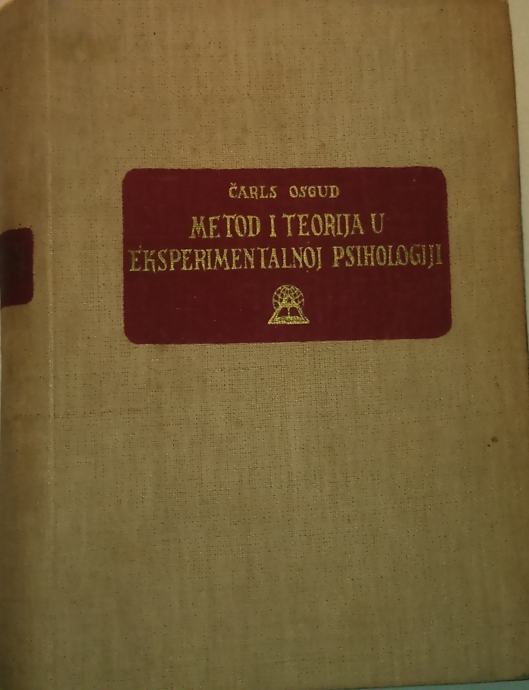 ČARLS OSGUD
METOD I TEORIJA U
EKSPERIMENTALNOJ PSIHOLOGIJI